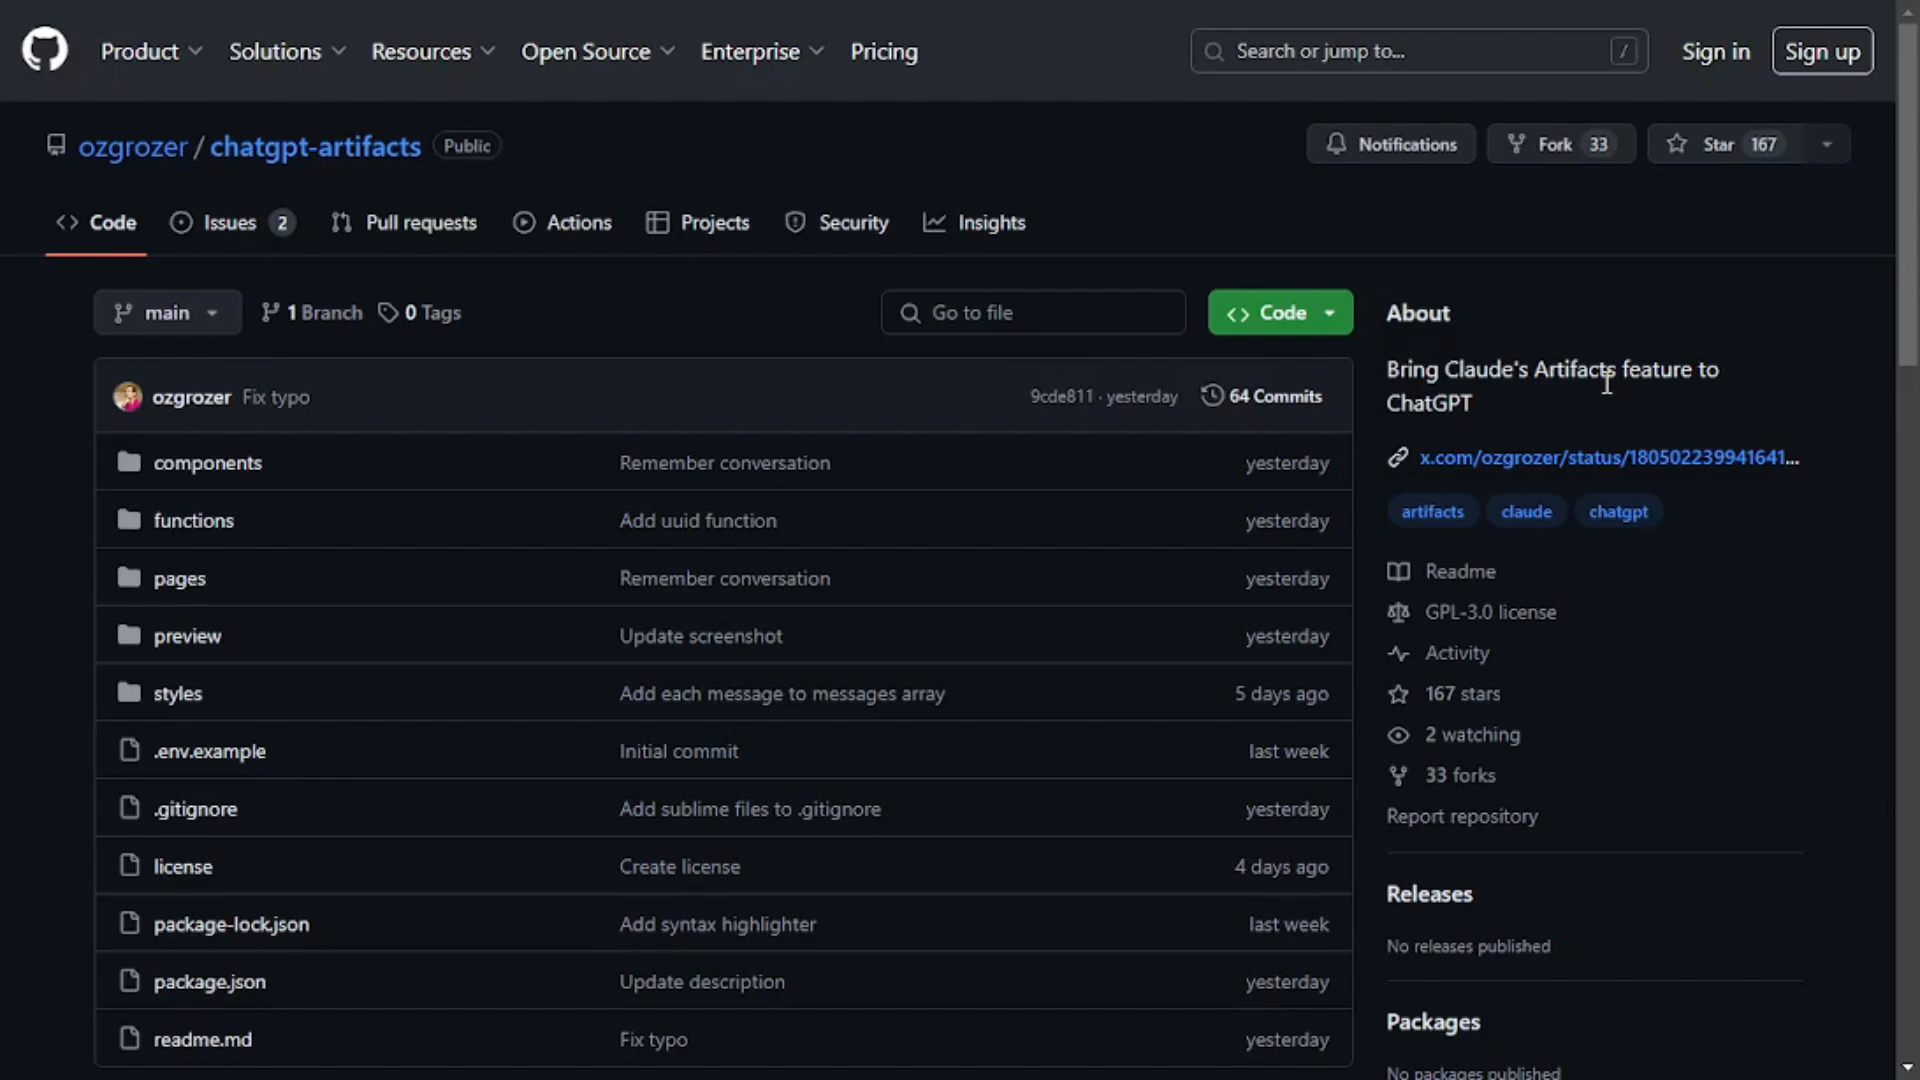 Product Solutions Resources Open Source Enterprise Pricing Search or jump to... / Sign in Sign up
ozgrozer / chatgpt-artifacts Public Notifications Fork 33 Star 167
Code Issues 2 Pull requests Actions Projects Security Insights
main 1 Branch 0 Tags Go to file Code
ozgrozer Fix typo 9cde811 · yesterday 64 Commits
components Remember conversation yesterday
functions Add uuid function yesterday
pages Remember conversation yesterday
preview Update screenshot yesterday
styles Add each message to messages array 5 days ago
.env.example Initial commit last week
.gitignore Add sublime files to .gitignore yesterday
license Create license 4 days ago
package-lock.json Add syntax highlighter last week
package.json Update description yesterday
readme.md Fix typo yesterday
About
Bring Claude's Artifacts feature to
ChatGPT
x.com/ozgrozer/status/180502239941641...
artifacts claude chatgpt
Readme
GPL-3.0 license
Activity
167 stars
2 watching
33 forks
Report repository
Releases
No releases published
Packages
No packages published